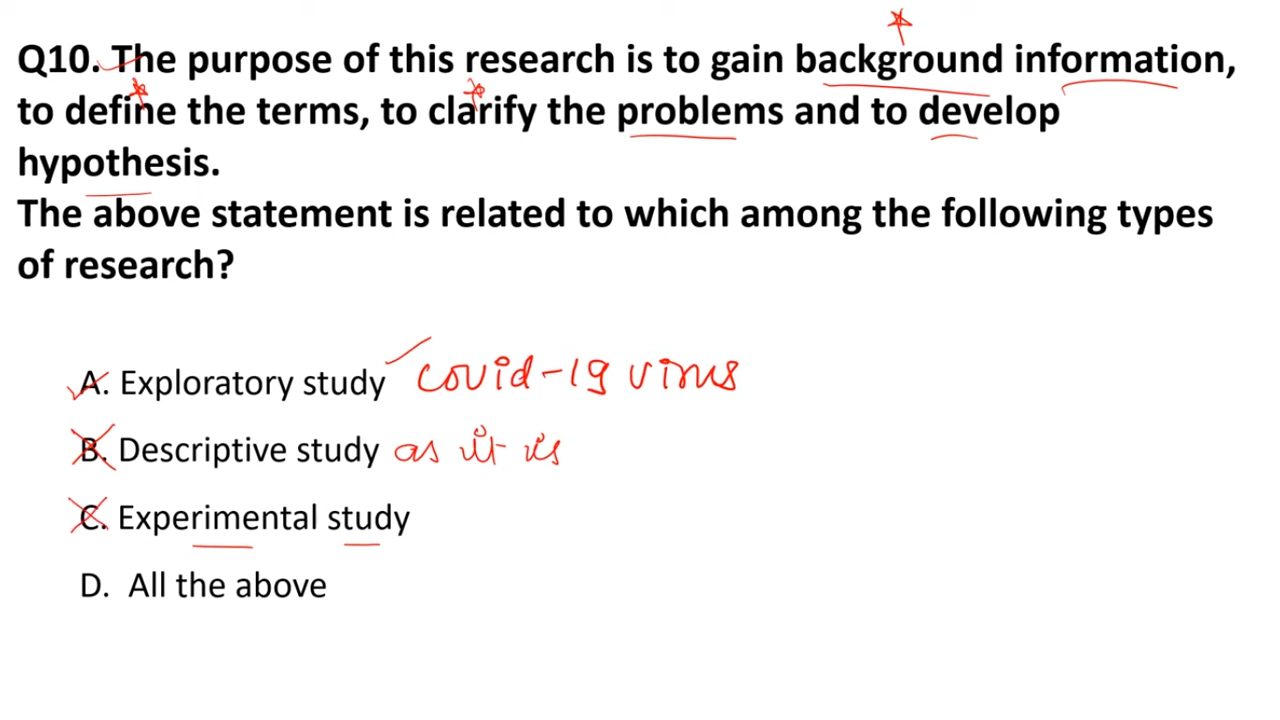 Q10. The purpose of this research is to gain background information,
to define the terms, to clarify the problems and to develop
hypothesis.
The above statement is related to which among the following types
of research?
A. Exploratory study covid-19 virus
B. Descriptive study as it is
C. Experimental study
D. All the above